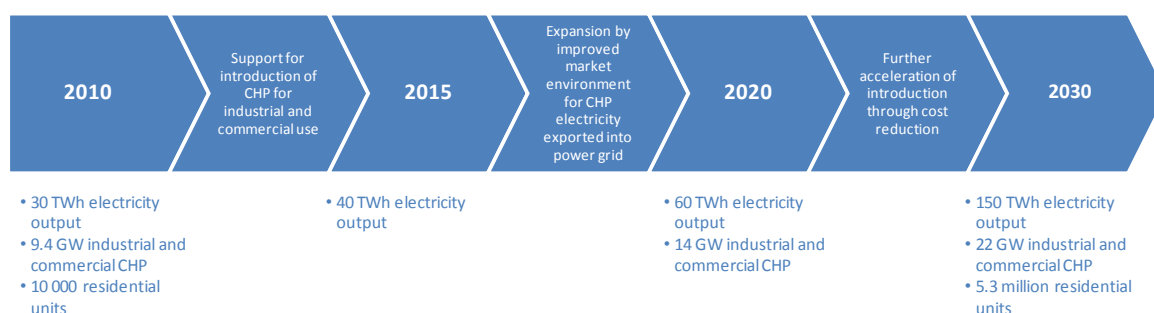 2010
Support for
introduction of
CHP for
industrial and
commercial use
2015
Expansion by
improved
market
environment
for CHP
electricity
exported into
power grid
2020
Further
acceleration of
introduction
through cost
reduction
2030
• 30 TWh electricity
output
• 9.4 GW industrial and
commercial CHP
• 10 000 residential
units
• 40 TWh electricity
output
• 60 TWh electricity
output
• 14 GW industrial and
commercial CHP
• 150 TWh electricity
output
• 22 GW industrial and
commercial CHP
• 5.3 million residential
units